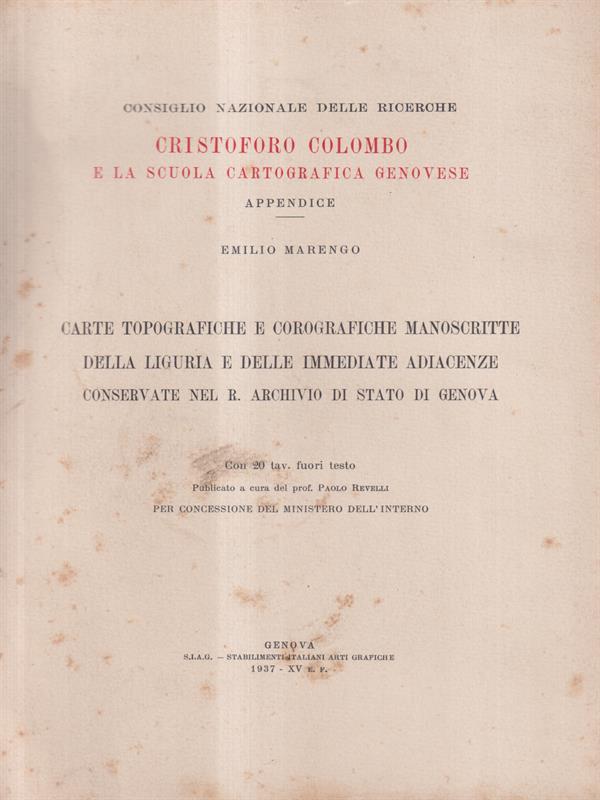 CONSIGLIO NAZIONALE DELLE RICERCHE
CRISTOFORO COLOMBO
E LA SCUOLA CARTOGRAFICA GENOVESE
APPENDICE
EMILIO MARENGO
CARTE TOPOGRAFICHE E COROGRAFICHE MANOSCRITTE
DELLA LIGURIA E DELLE IMMEDIATE ADIACENZE
CONSERVATE NEL R. ARCHIVIO DI STATO DI GENOVA
Con 20 tav. fuori testo
Publicato a cura del prof. PAOLO REVELLI
PER CONCESSIONE DEL MINISTERO DELL'INTERNO
GENOVA
S.I.A.G. — STABILIMENTI ITALIANI ARTI GRAFICHE
1937 - XV E. F.